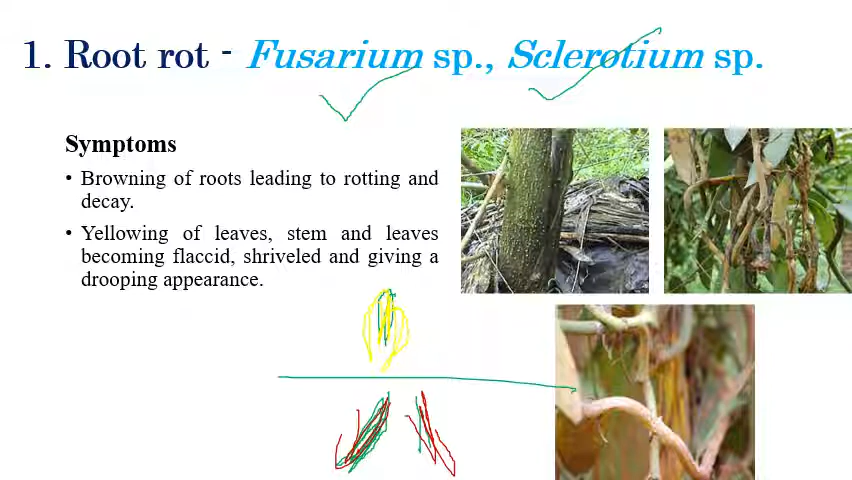 1. Root rot - Fusarium sp., Sclerotium sp.
Symptoms
• Browning of roots leading to rotting and
decay.
• Yellowing of leaves, stem and leaves
becoming flaccid, shriveled and giving a
drooping appearance.